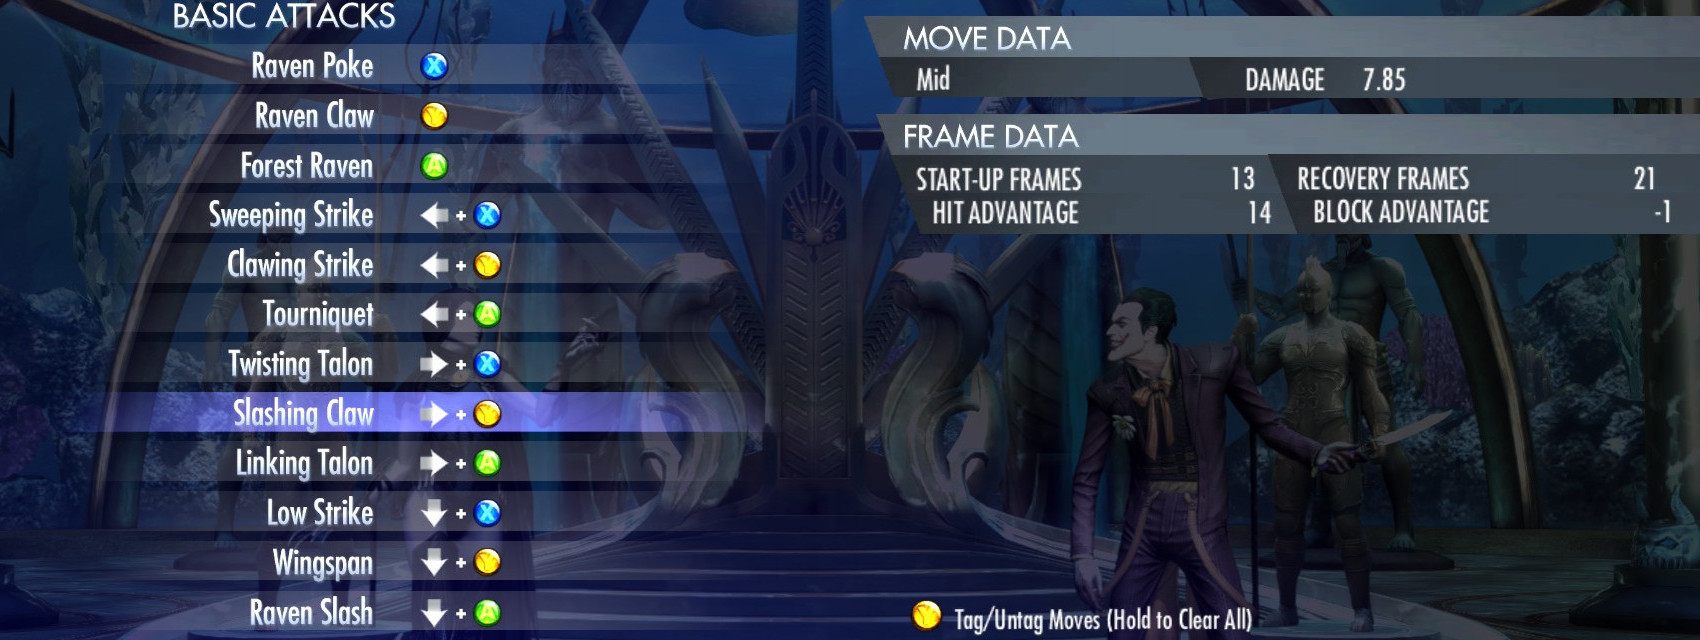 BASIC ATTACKS
Raven Poke X
Raven Claw Y
Forest Raven A
Sweeping Strike + X
Clawing Strike + Y
Tourniquet + A
Twisting Talon + X
Slashing Claw + Y
Linking Talon + A
Low Strike + X
Wingspan + Y
Raven Slash + A
MOVE DATA
Mid DAMAGE 7.85
FRAME DATA
START-UP FRAMES 13 RECOVERY FRAMES 21
HIT ADVANTAGE 14 BLOCK ADVANTAGE -1
Y Tag/Untag Moves (Hold to Clear All)